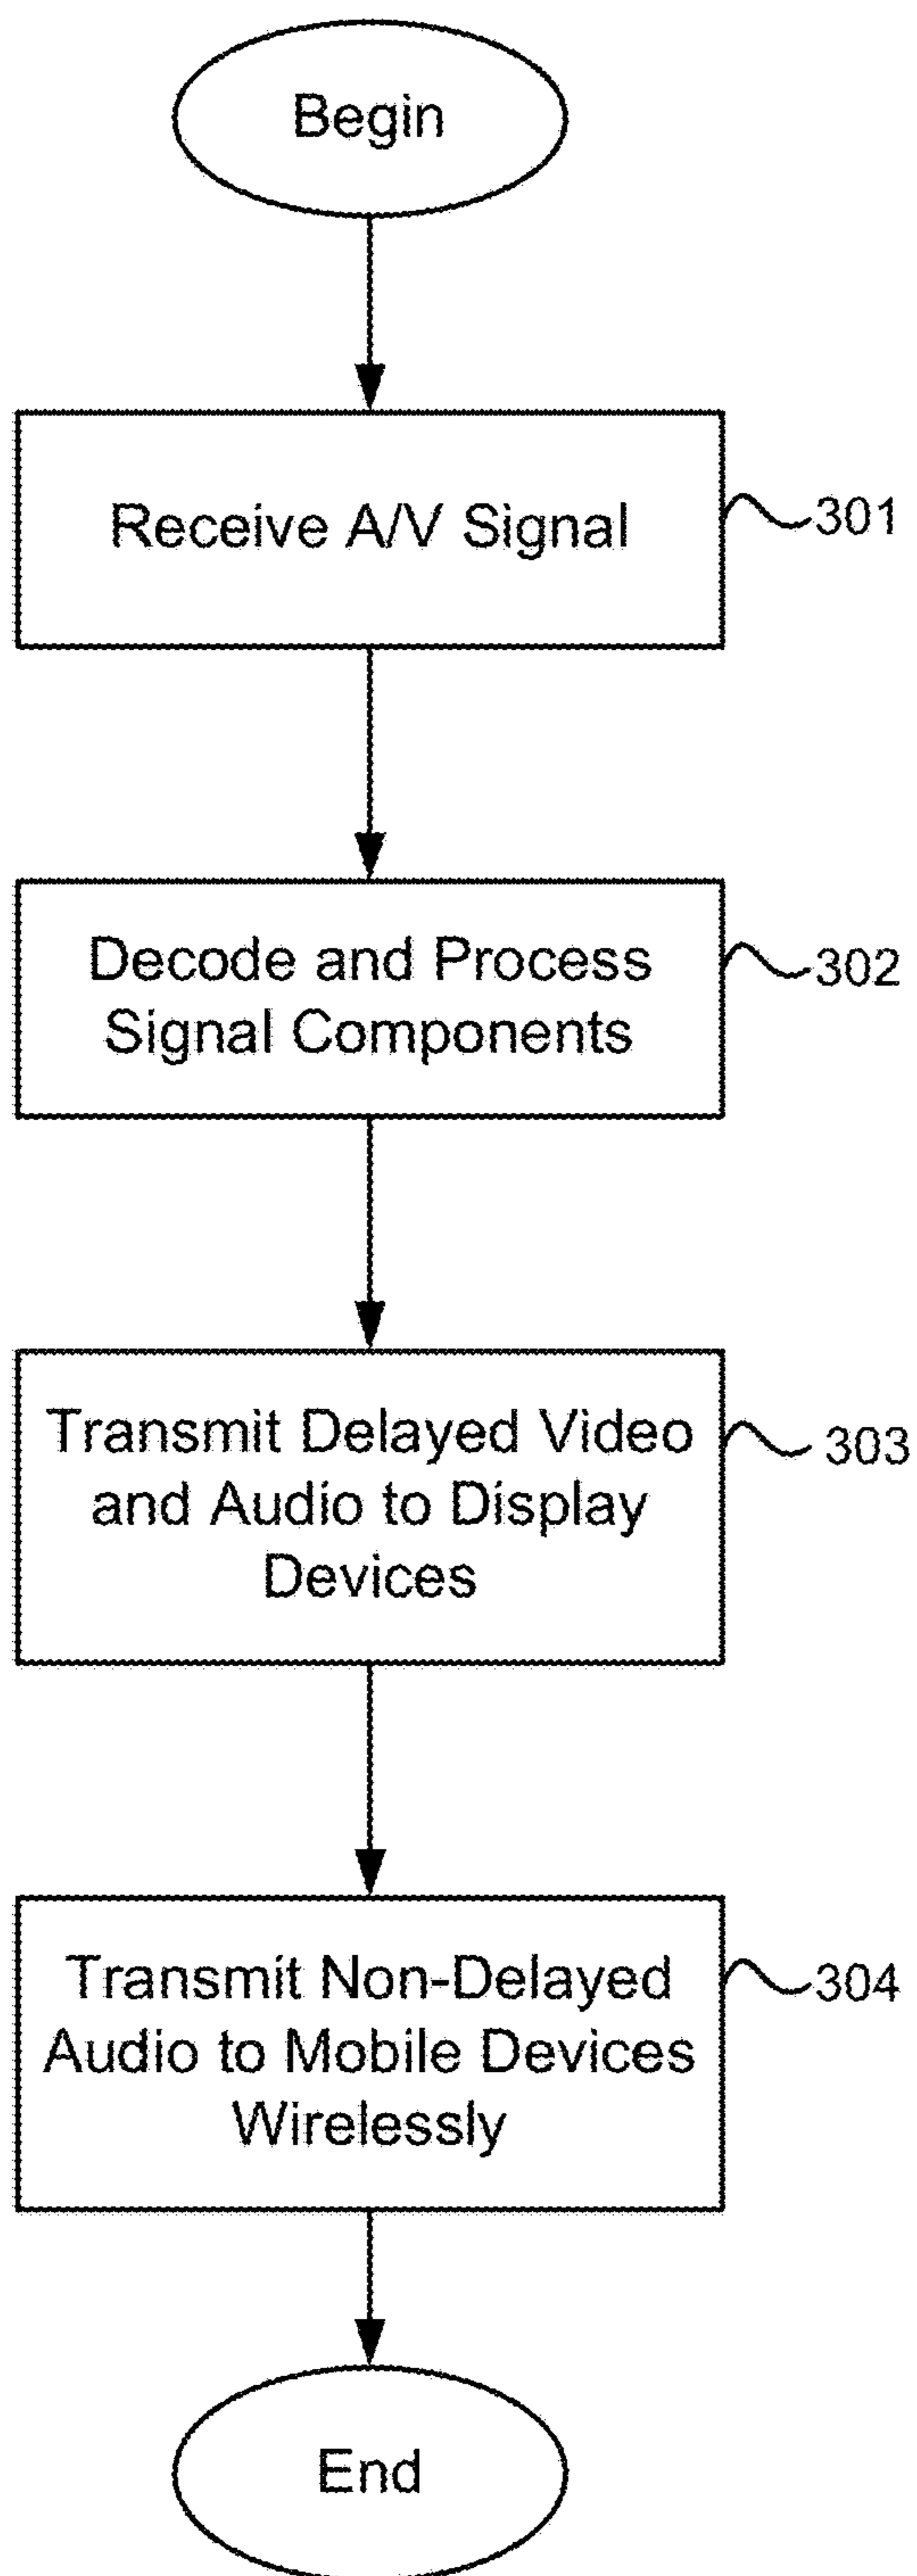 Begin
Receive A/V Signal
301
Decode and Process
Signal Components
302
Transmit Delayed Video
and Audio to Display
Devices
303
Transmit Non-Delayed
Audio to Mobile Devices
Wirelessly
304
End